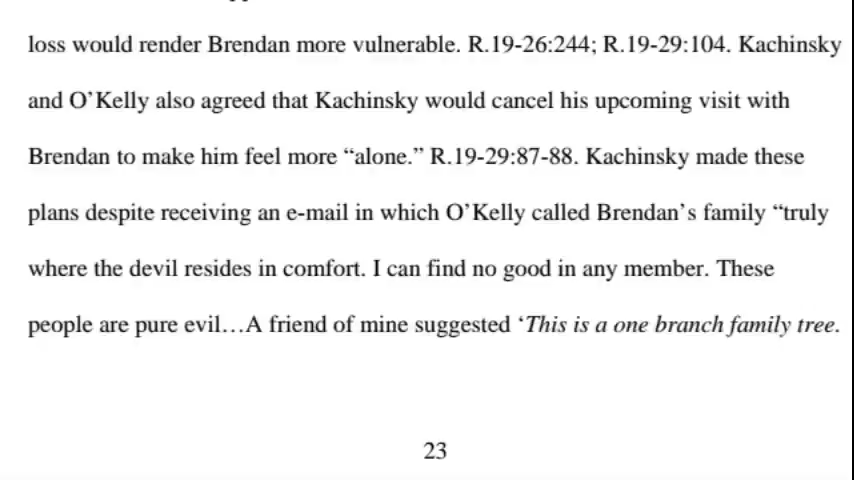 loss would render Brendan more vulnerable. R.19-26:244; R.19-29:104. Kachinsky
and O’Kelly also agreed that Kachinsky would cancel his upcoming visit with
Brendan to make him feel more “alone.” R.19-29:87-88. Kachinsky made these
plans despite receiving an e-mail in which O’Kelly called Brendan’s family “truly
where the devil resides in comfort. I can find no good in any member. These
people are pure evil…A friend of mine suggested ‘This is a one branch family tree.
23